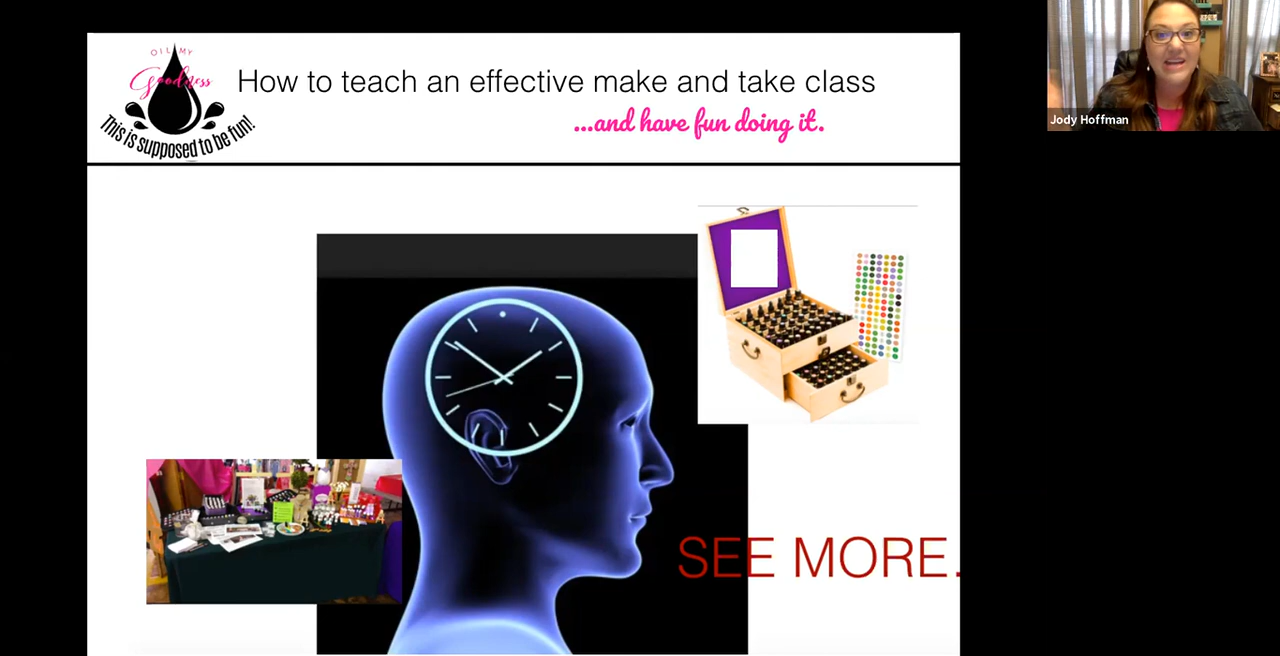 OIL MY
Goodness
This is supposed to be fun!
How to teach an effective make and take class
...and have fun doing it.
Jody Hoffman
SEE MORE.